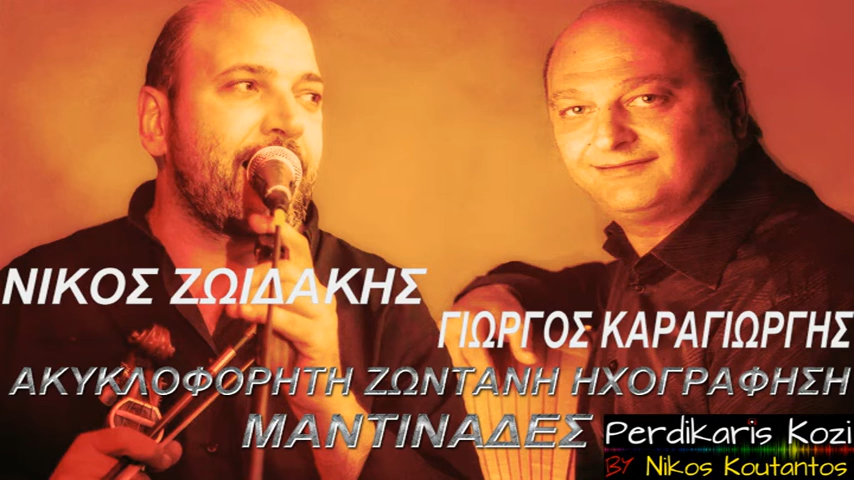 ΝΙΚΟΣ ΖΩΙΔΑΚΗΣ
ΓΙΩΡΓΟΣ ΚΑΡΑΓΙΩΡΓΗΣ
ΑΚΥΚΛΟΦΟΡΗΤΗ ΖΩΝΤΑΝΗ ΗΧΟΓΡΑΦΗΣΗ
ΜΑΝΤΙΝΑΔΕΣ
Perdikaris Kozi
BY Nikos Koutantos